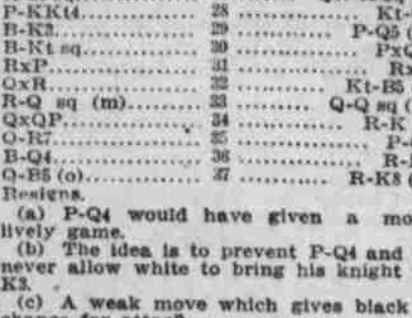 P-KKt4.............. 28 .............. Kt-
B-K3................ 29 .............. P-Q5
B-Kt sq............. 30 .............. PxQ
RxP................. 31 .............. Rx
QxR................. 32 .............. Kt-B5
R-Q sq (m).......... 33 .............. Q-Q sq
QxQP................ 34 .............. R-K
Q-R7................ 35 .............. P-
B-Q4................ 36 .............. R-
Q-B5 (o)............ 37 .............. R-K8
Resigns.
(a) P-Q4 would have given a mo
lively game.
(b) The idea is to prevent P-Q4 and
never allow white to bring his knight
K3.
(c) A weak move which gives black